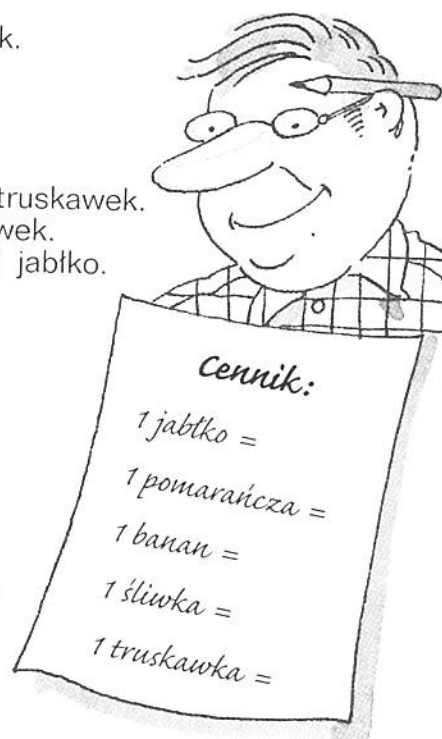 k.
truskawek.
wek.
jabłko.
Cennik:
1 jabłko =
1 pomarańcza =
1 banan =
1 śliwka =
1 truskawka =